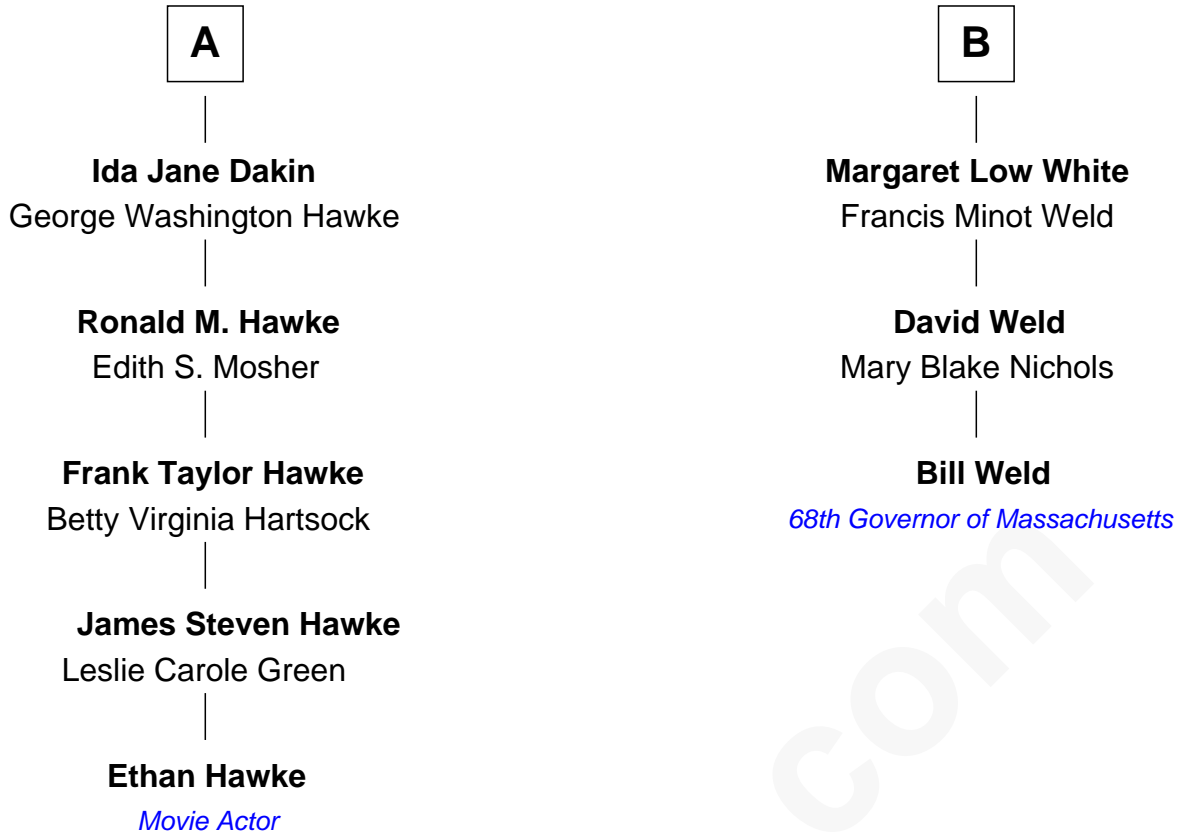 A
Ida Jane Dakin
George Washington Hawke
Ronald M. Hawke
Edith S. Mosher
Frank Taylor Hawke
Betty Virginia Hartsock
James Steven Hawke
Leslie Carole Green
Ethan Hawke
Movie Actor
B
Margaret Low White
Francis Minot Weld
David Weld
Mary Blake Nichols
Bill Weld
68th Governor of Massachusetts
com